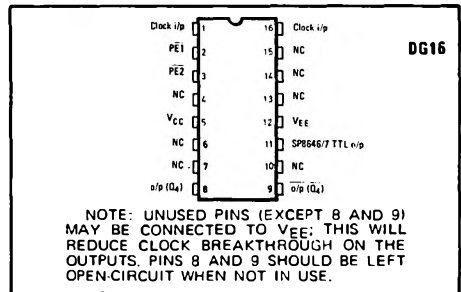 Clock i/p 1 16 Clock i/p
PE1 2 15 NC
DG16
PE2 3 14 NC
NC 4 13 NC
VCC 5 12 VEE
NC 6 11 SP8646/7 TTL o/p
NC 7 10 NC
o/p (Q4) 8 9 o/p (Q4)
NOTE: UNUSED PINS (EXCEPT 8 AND 9)
MAY BE CONNECTED TO VEE; THIS WILL
REDUCE CLOCK BREAKTHROUGH ON THE
OUTPUTS. PINS 8 AND 9 SHOULD BE LEFT
OPEN-CIRCUIT WHEN NOT IN USE.